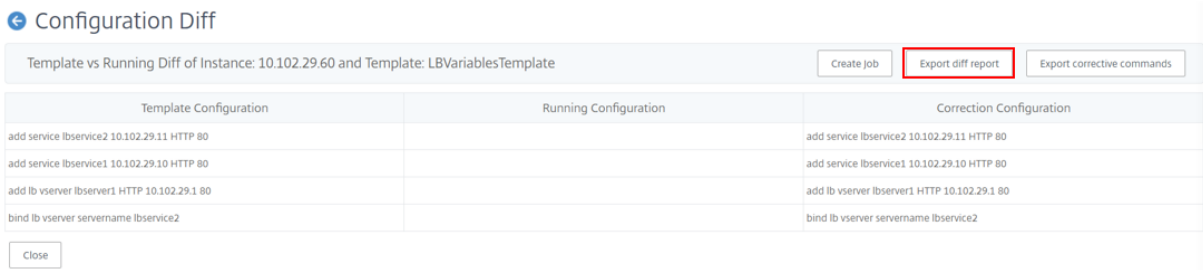 Configuration Diff
Template vs Running Diff of Instance: 10.102.29.60 and Template: LBVariablesTemplate
Create Job
Export diff report
Export corrective commands
Template Configuration Running Configuration Correction Configuration
add service lbservice2 10.102.29.11 HTTP 80 add service lbservice2 10.102.29.11 HTTP 80
add service lbservice1 10.102.29.10 HTTP 80 add service lbservice1 10.102.29.10 HTTP 80
add lb vserver lbserver1 HTTP 10.102.29.1 80 add lb vserver lbserver1 HTTP 10.102.29.1 80
bind lb vserver servername lbservice2 bind lb vserver servername lbservice2
Close